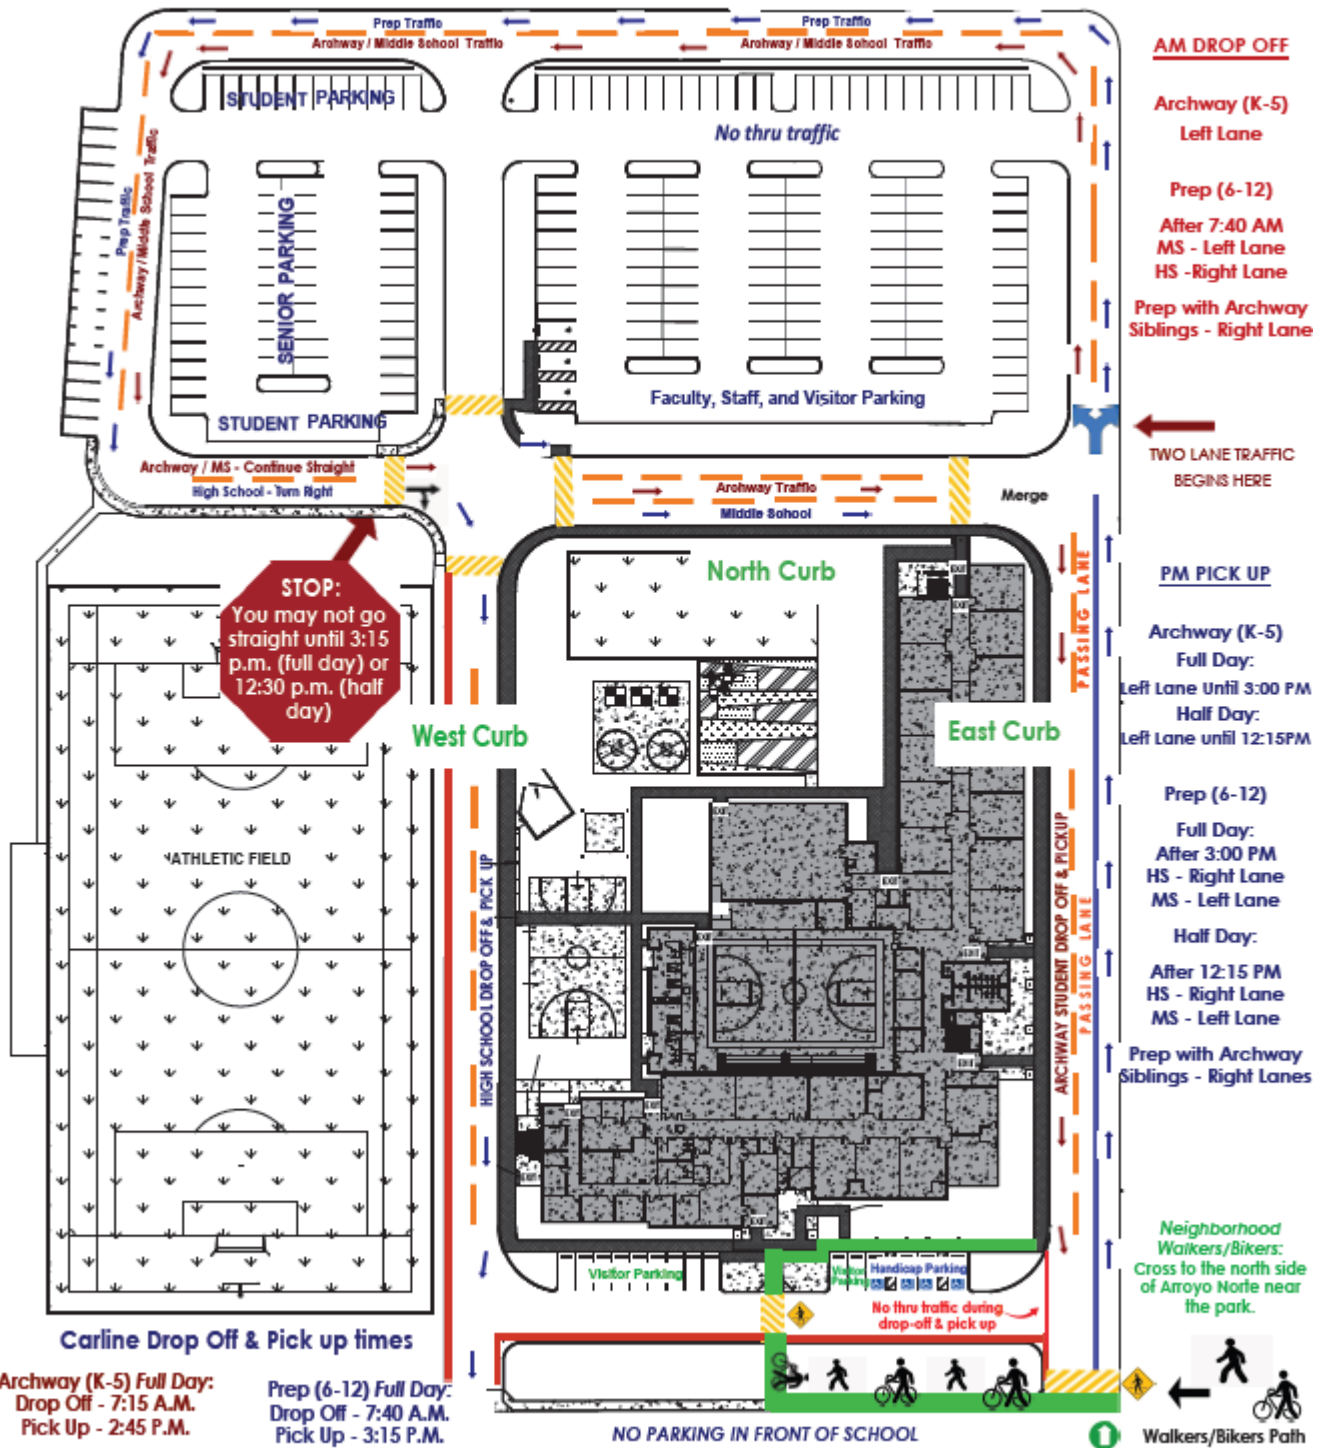 Prep Traffic
Prep Traffic
Archway / Middle School Traffic
Archway / Middle School Traffic
AM DROP OFF
Archway (K-5)
Left Lane
Prep (6-12)
After 7:40 AM
MS - Left Lane
HS -Right Lane
Prep with Archway
Siblings - Right Lane
STUDENT PARKING
No thru traffic
Prep Traffic
Archway / Middle School Traffic
SENIOR PARKING
Faculty, Staff, and Visitor Parking
STUDENT PARKING
TWO LANE TRAFFIC
BEGINS HERE
Archway / MS - Continue Straight
High School - Turn Right
Archway Traffic
Middle School
Merge
STOP:
You may not go
straight until 3:15
p.m. (full day) or
12:30 p.m. (half
day)
North Curb
West Curb
East Curb
EXIT
EXIT
EXIT
EXIT
EXIT
EXIT
EXIT
EXIT
EXIT
EXIT
PASSING LANE
PM PICK UP
Archway (K-5)
Full Day:
Left Lane Until 3:00 PM
Half Day:
Left Lane until 12:15PM
Prep (6-12)
Full Day:
After 3:00 PM
HS - Right Lane
MS - Left Lane
Half Day:
After 12:15 PM
HS - Right Lane
MS - Left Lane
Prep with Archway
Siblings - Right Lanes
ATHLETIC FIELD
HIGH SCHOOL DROP OFF & PICK UP
ARCHWAY STUDENT DROP OFF & PICKUP
PASSING LANE
Neighborhood
Walkers/Bikers:
Cross to the north side
of Arroyo Norte near
the park.
Visitor Parking
Visitor
Parking
Handicap Parking
No thru traffic during
drop-off & pick up
Carline Drop Off & Pick up times
Archway (K-5) Full Day:
Drop Off - 7:15 A.M.
Pick Up - 2:45 P.M.
Prep (6-12) Full Day:
Drop Off - 7:40 A.M.
Pick Up - 3:15 P.M.
NO PARKING IN FRONT OF SCHOOL
Walkers/Bikers Path